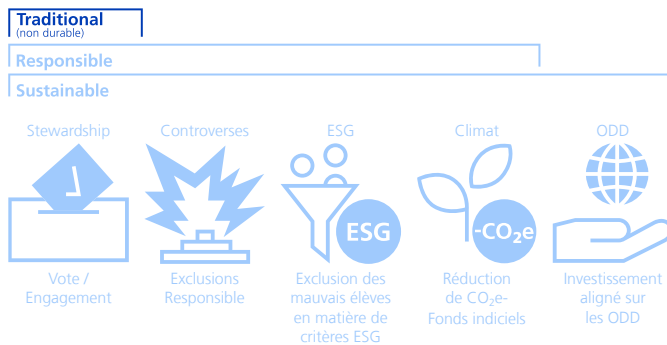 Traditional
(non durable)
Responsible
Sustainable
Stewardship
Controverses
ESG
Climat
ODD
ESG
-CO₂e
Vote /
Engagement
Exclusions
Responsible
Exclusion des
mauvais élèves
en matière de
critères ESG
Réduction
de CO₂e-
Fonds indiciels
Investissement
aligné sur
les ODD